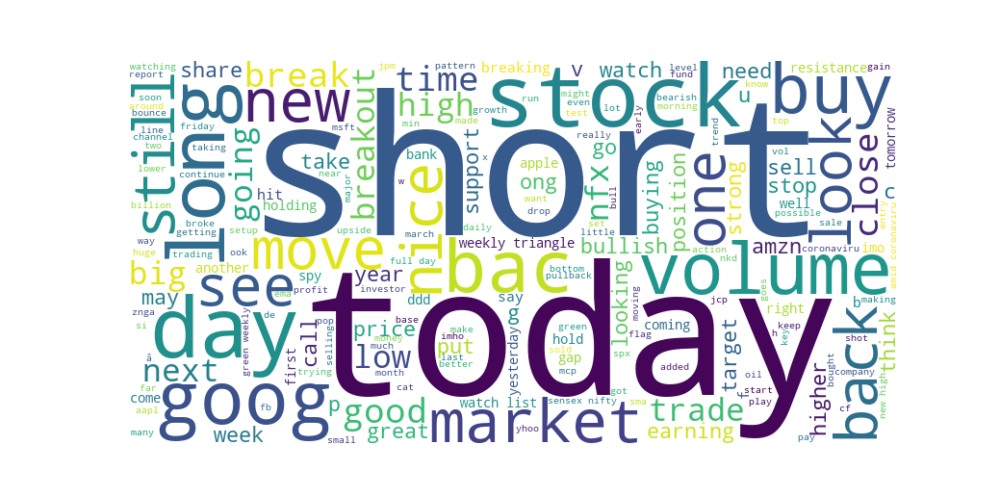 short
today
stock
long
buy
goog
day
volume
market
bac
back
new
move
nice
still
see
look
one
high
low
big
next
break
time
good
trade
close
going
breakout
nflx
go
support
take
share
watch
need
u
v
c
resistance
gain
watching
report
soon
around
bounce
line
friday
channel
two
taking
lower
continue
billion
broke
getting
trading
way
setup
huge
another
ook
hit
holding
near
major
upside
jpm
msft
min
pattern
growth
made
breaking
run
bank
x
w
daily
march
full day
weekly triangle
apple
ong
want
drop
bull
set
little
really
might
even
test
lot
level
fund
early
bearish
morning
trend
know
top
vol
tomorrow
sell
stop
well
possible
sale
entry
amid coronaviru
coronaviru
imo
amzn
action
nkd
strong
position
buying
bullish
bottom
pullback
looking
moving
flag
spx
got
added
coming
green
hold
gap
mcp
sold
say
qq
yesterday
put
imho
make
last
better
price
year
ddd
spy
investor
profit
ema
de
green weekly
may
znga
si
call
pop
base
selling
much
money
month
trying
first
cat
come
far
aapl
fb
many
week
p
small
great
yhoo
watch list
sensex nifty
sma
earning
target
f
jcp
goes
oil
start
play
right
key
h
keep
shot
company
bought
b
making
think
new high
higher
cf
pay
å